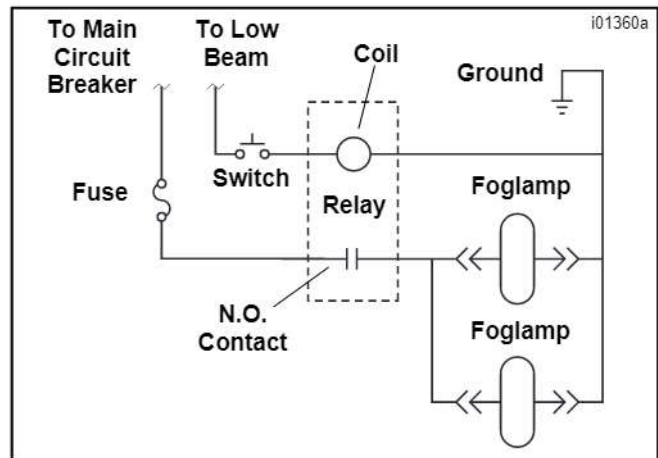 i01360a
To Main
Circuit
Breaker
To Low
Beam
Coil
Ground
Switch
Fuse
Relay
Foglamp
N.O.
Contact
Foglamp